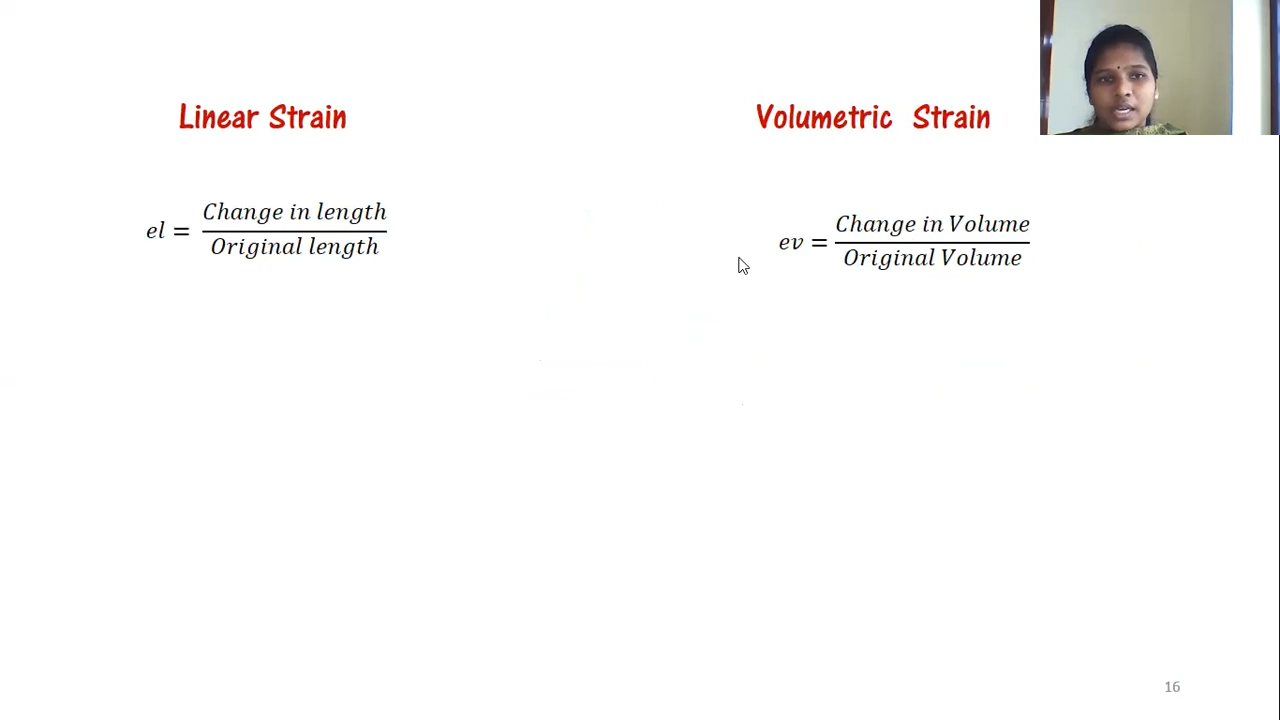 Linear Strain
Volumetric Strain
el = Change in length
Original length
ev = Change in Volume
Original Volume
16